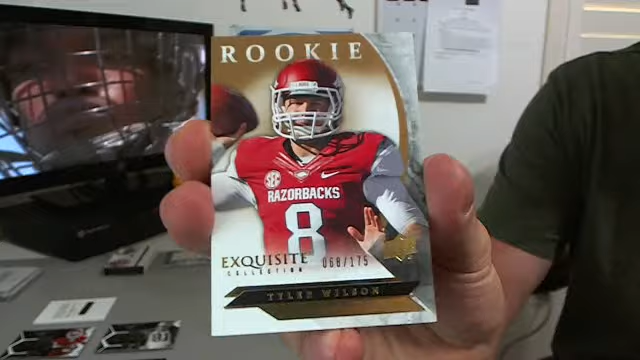 ROOKIE
SEC
RAZORBACKS
8
EXQUISITE
COLLECTION
068/175
TYLER WILSON